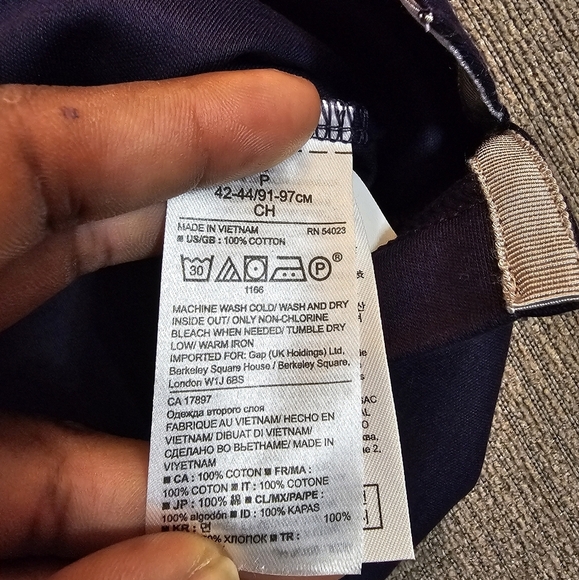 P
42-44/91-97см
CH
MADE IN VIETNAM RN 54023
■ US/GB : 100% COTTON
30 P ®
1166
MACHINE WASH COLD/ WASH AND DRY
INSIDE OUT/ ONLY NON-CHLORINE
BLEACH WHEN NEEDED/ TUMBLE DRY
LOW/ WARM IRON
IMPORTED FOR: Gap (UK Holdings) Ltd,
Berkeley Square House / Berkeley Square,
London W1J 6BS
CA 17897
Одежда второго слоя
FABRIQUE AU VIETNAM/ HECHO EN
VIETNAM/ DIBUAT DI VIETNAM/
СДЕЛАНО ВО ВЬЕТНАМЕ/ MADE IN
VIYETNAM
■ CA : 100% COTON ■ FR/MA :
100% COTON ■ IT : 100% COTONE
■ JP : 100% 綿 ■ CL/MX/PA/PE :
100% algodón ■ ID : 100% KAPAS
■ KR : 면 100%
% ХЛОПОК ■ TR :